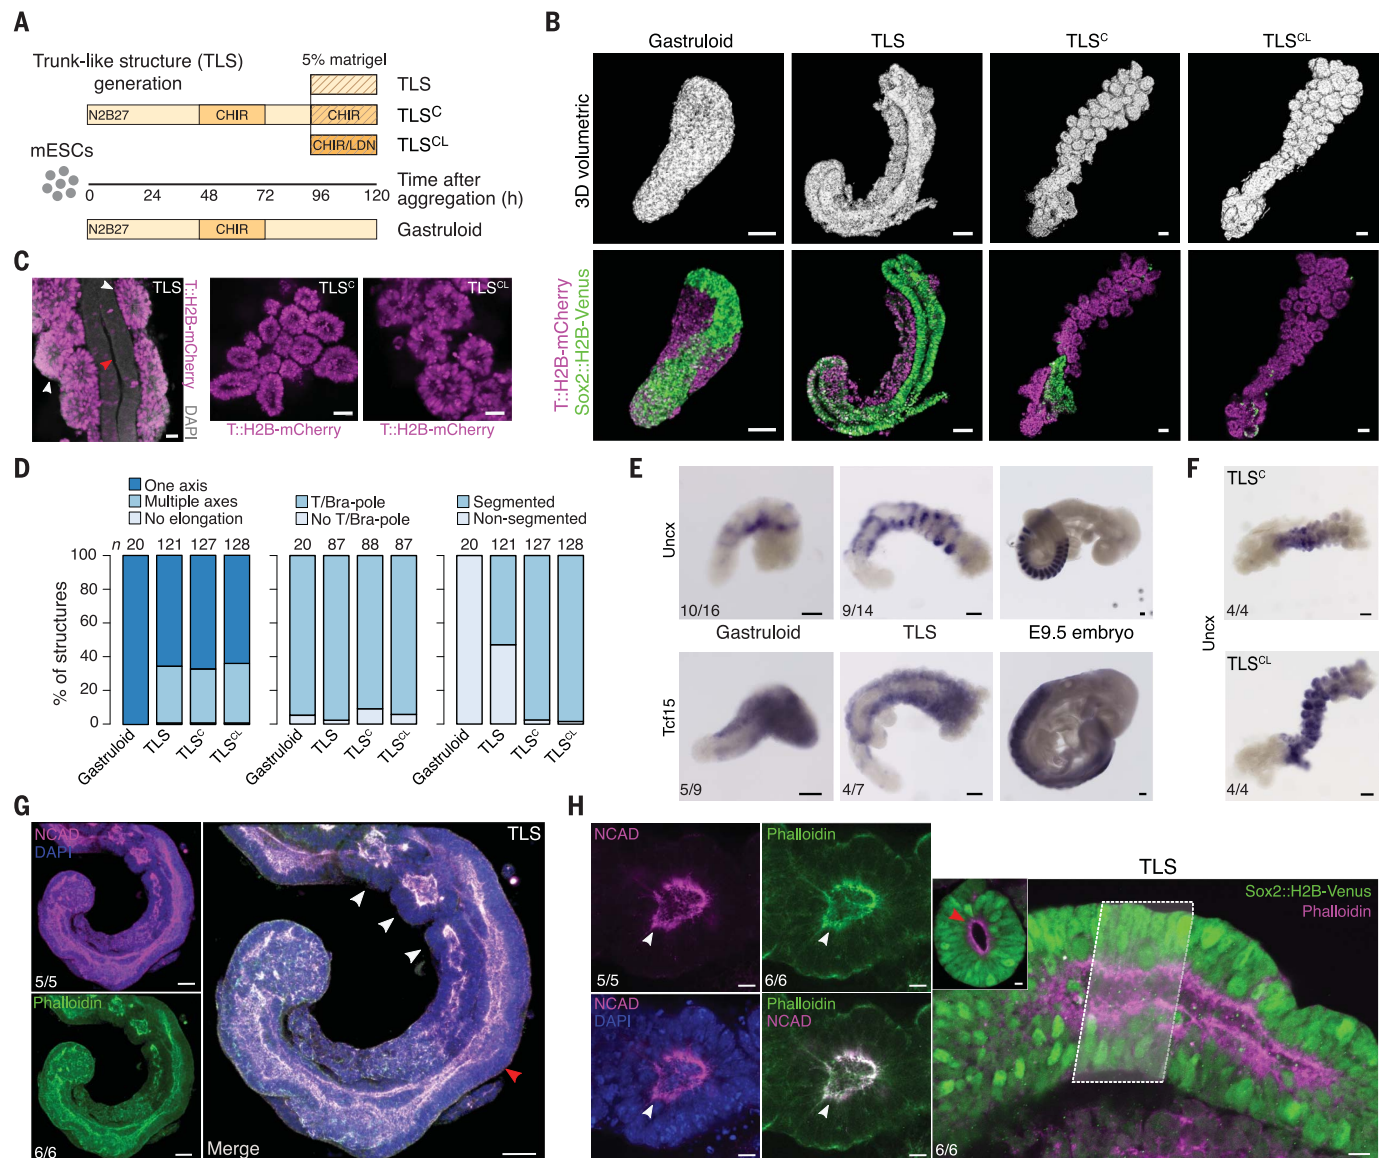 A
Trunk-like structure (TLS)
generation
5% matrigel
TLS
N2B27
CHIR
CHIR
TLSC
CHIR/LDN
TLSCL
mESCs
0
24
48
72
96
120
Time after
aggregation (h)
N2B27
CHIR
Gastruloid
B
Gastruloid
TLS
TLSC
TLSCL
3D volumetric
T::H2B-mCherry
Sox2::H2B-Venus
C
TLS
T::H2B-mCherry
DAPI
TLSC
T::H2B-mCherry
TLSCL
T::H2B-mCherry
D
One axis
Multiple axes
No elongation
T/Bra-pole
No T/Bra-pole
Segmented
Non-segmented
n 20 121 127 128
20 87 88 87
20 121 127 128
% of structures
100
80
60
40
20
0
Gastruloid
TLS
TLSC
TLSCL
Gastruloid
TLS
TLSC
TLSCL
Gastruloid
TLS
TLSC
TLSCL
E
Uncx
10/16
9/14
Gastruloid
TLS
E9.5 embryo
Tcf15
5/9
4/7
F
TLSC
4/4
Uncx
TLSCL
4/4
G
NCAD
DAPI
5/5
Phalloidin
6/6
TLS
Merge
H
NCAD
5/5
Phalloidin
6/6
NCAD
DAPI
Phalloidin
NCAD
TLS
Sox2::H2B-Venus
Phalloidin
6/6